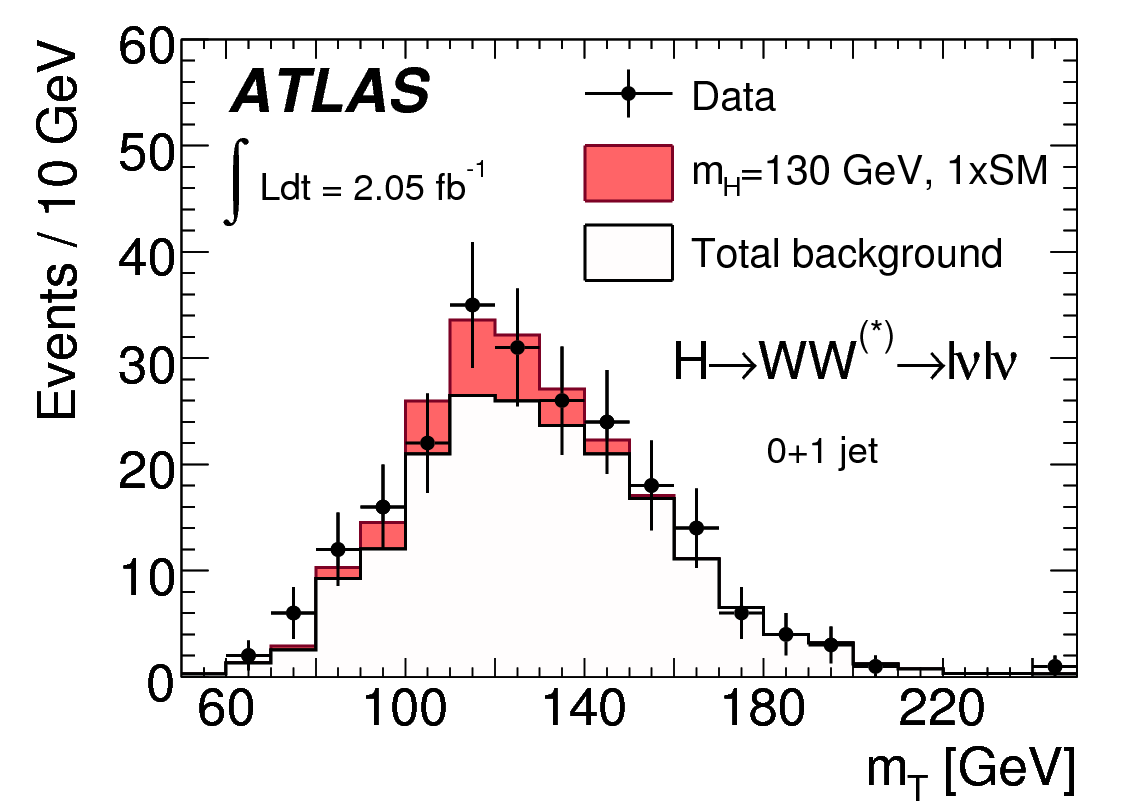 Events / 10 GeV
60
50
40
30
20
10
0
ATLAS
∫ Ldt = 2.05 fb⁻¹
Data
m_H=130 GeV, 1xSM
Total background
H→WW⁽*⁾→lνlν
0+1 jet
60 100 140 180 220
m_T [GeV]